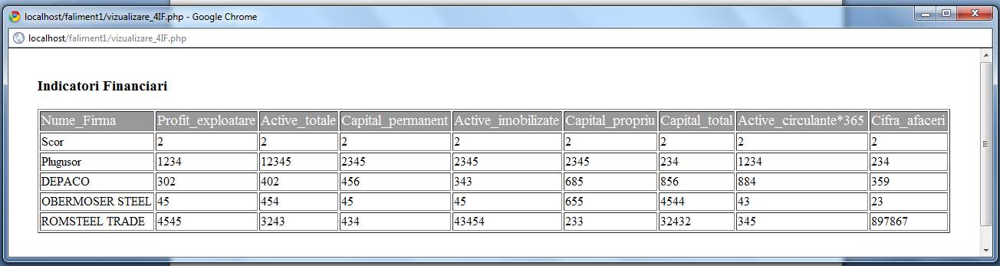 localhost/faliment1/vizualizare_4IF.php - Google Chrome
localhost/faliment1/vizualizare_4IF.php
Indicatori Financiari
Nume_Firma Profit_exploatare Active_totale Capital_permanent Active_imobilizate Capital_propriu Capital_total Active_circulante*365 Cifra_afaceri
Scor 2 2 2 2 2 2 2 2
Plugusor 1234 12345 2345 2345 2345 234 1234 234
DEPACO 302 402 456 343 685 856 884 359
OBERMOSER STEEL 45 454 45 45 655 4544 43 23
ROMSTEEL TRADE 4545 3243 434 43454 233 32432 345 897867